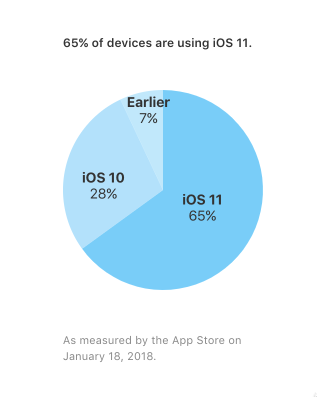 65% of devices are using iOS 11.
Earlier
7%
iOS 10
28%
iOS 11
65%
As measured by the App Store on
January 18, 2018.